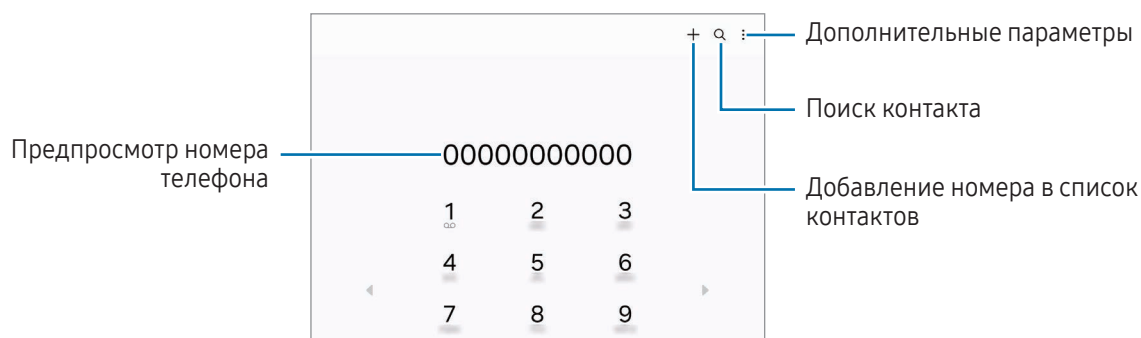 Дополнительные параметры
Поиск контакта
Предпросмотр номера
телефона
00000000000
Добавление номера в список
контактов
1 2 3
4 5 6
7 8 9